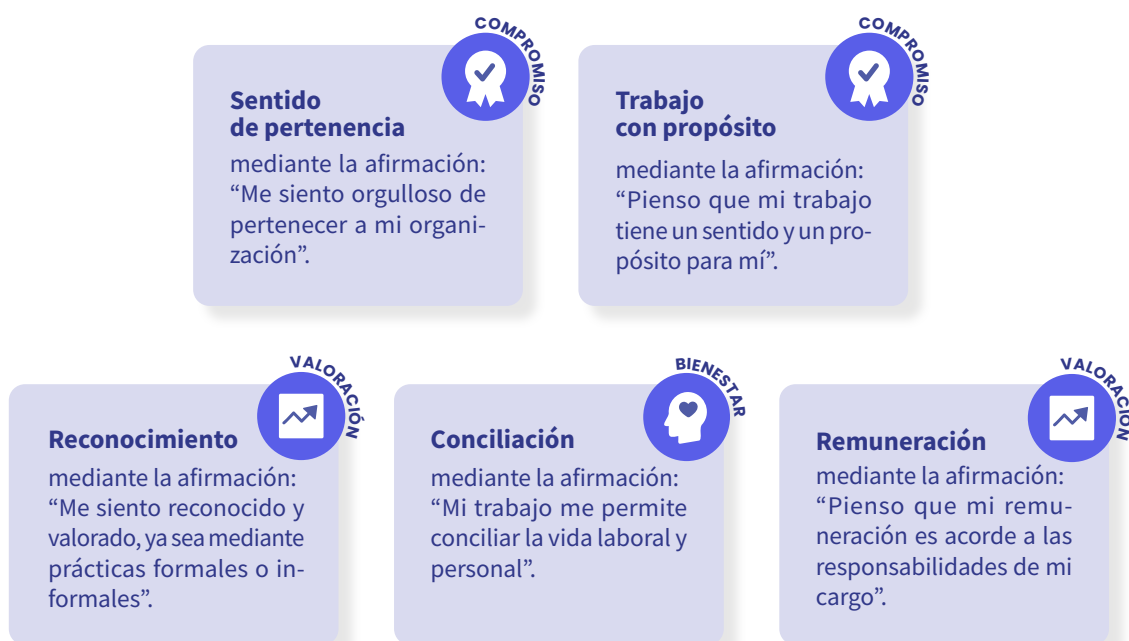 COMPROMISO
Sentido
de pertenencia
mediante la afirmación:
“Me siento orgulloso de
pertenecer a mi organi-
zación”.
COMPROMISO
Trabajo
con propósito
mediante la afirmación:
“Pienso que mi trabajo
tiene un sentido y un pro-
pósito para mí”.
VALORACIÓN
Reconocimiento
mediante la afirmación:
“Me siento reconocido y
valorado, ya sea mediante
prácticas formales o in-
formales”.
BIENESTAR
Conciliación
mediante la afirmación:
“Mi trabajo me permite
conciliar la vida laboral y
personal”.
VALORACIÓN
Remuneración
mediante la afirmación:
“Pienso que mi remu-
neración es acorde a las
responsabilidades de mi
cargo”.